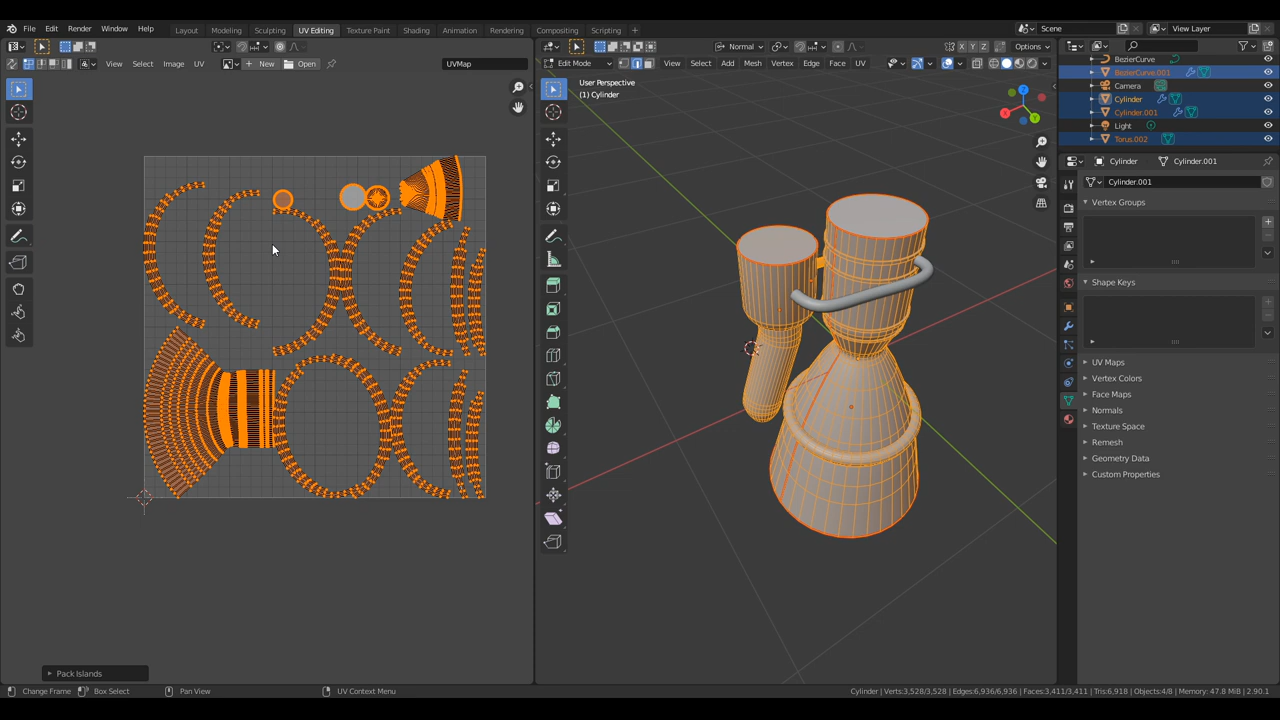 File Edit Render Window Help
Layout Modeling Sculpting UV Editing Texture Paint Shading Animation Rendering Compositing Scripting +
Scene View Layer
Normal Options
X Y Z
View Select Image UV New Open UVMap
Edit Mode View Select Add Mesh Vertex Edge Face UV
User Perspective
(1) Cylinder
Z
Y
BezierCurve
BezierCurve.001
Camera
Cylinder
Cylinder.001
Light
Torus.002
Cylinder Cylinder.001
Cylinder.001
Vertex Groups
Shape Keys
UV Maps
Vertex Colors
Face Maps
Normals
Texture Space
Remesh
Geometry Data
Custom Properties
Pack Islands
Change Frame Box Select Pan View UV Context Menu
Cylinder | Verts:3,528/3,528 | Edges:6,936/6,936 | Faces:3,411/3,411 | Tris:6,918 | Objects:4/8 | Memory: 47.8 MiB | 2.90.1